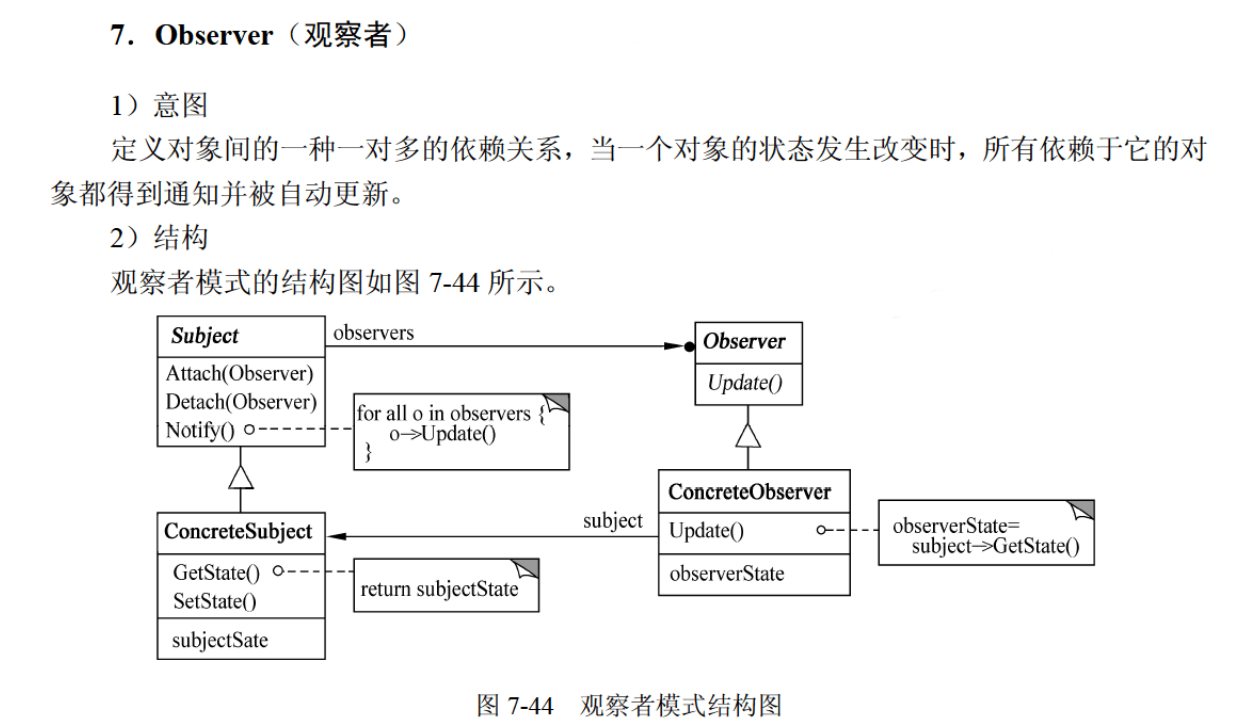 7．Observer（观察者）
1）意图
定义对象间的一种一对多的依赖关系，当一个对象的状态发生改变时，所有依赖于它的对
象都得到通知并被自动更新。
2）结构
观察者模式的结构图如图 7-44 所示。
Subject
observers
Observer
Attach(Observer)
Detach(Observer)
Notify()
for all o in observers {
o->Update()
}
Update()
ConcreteSubject
subject
ConcreteObserver
Update()
observerState=
subject->GetState()
GetState()
SetState()
return subjectState
observerState
subjectSate
图 7-44 观察者模式结构图